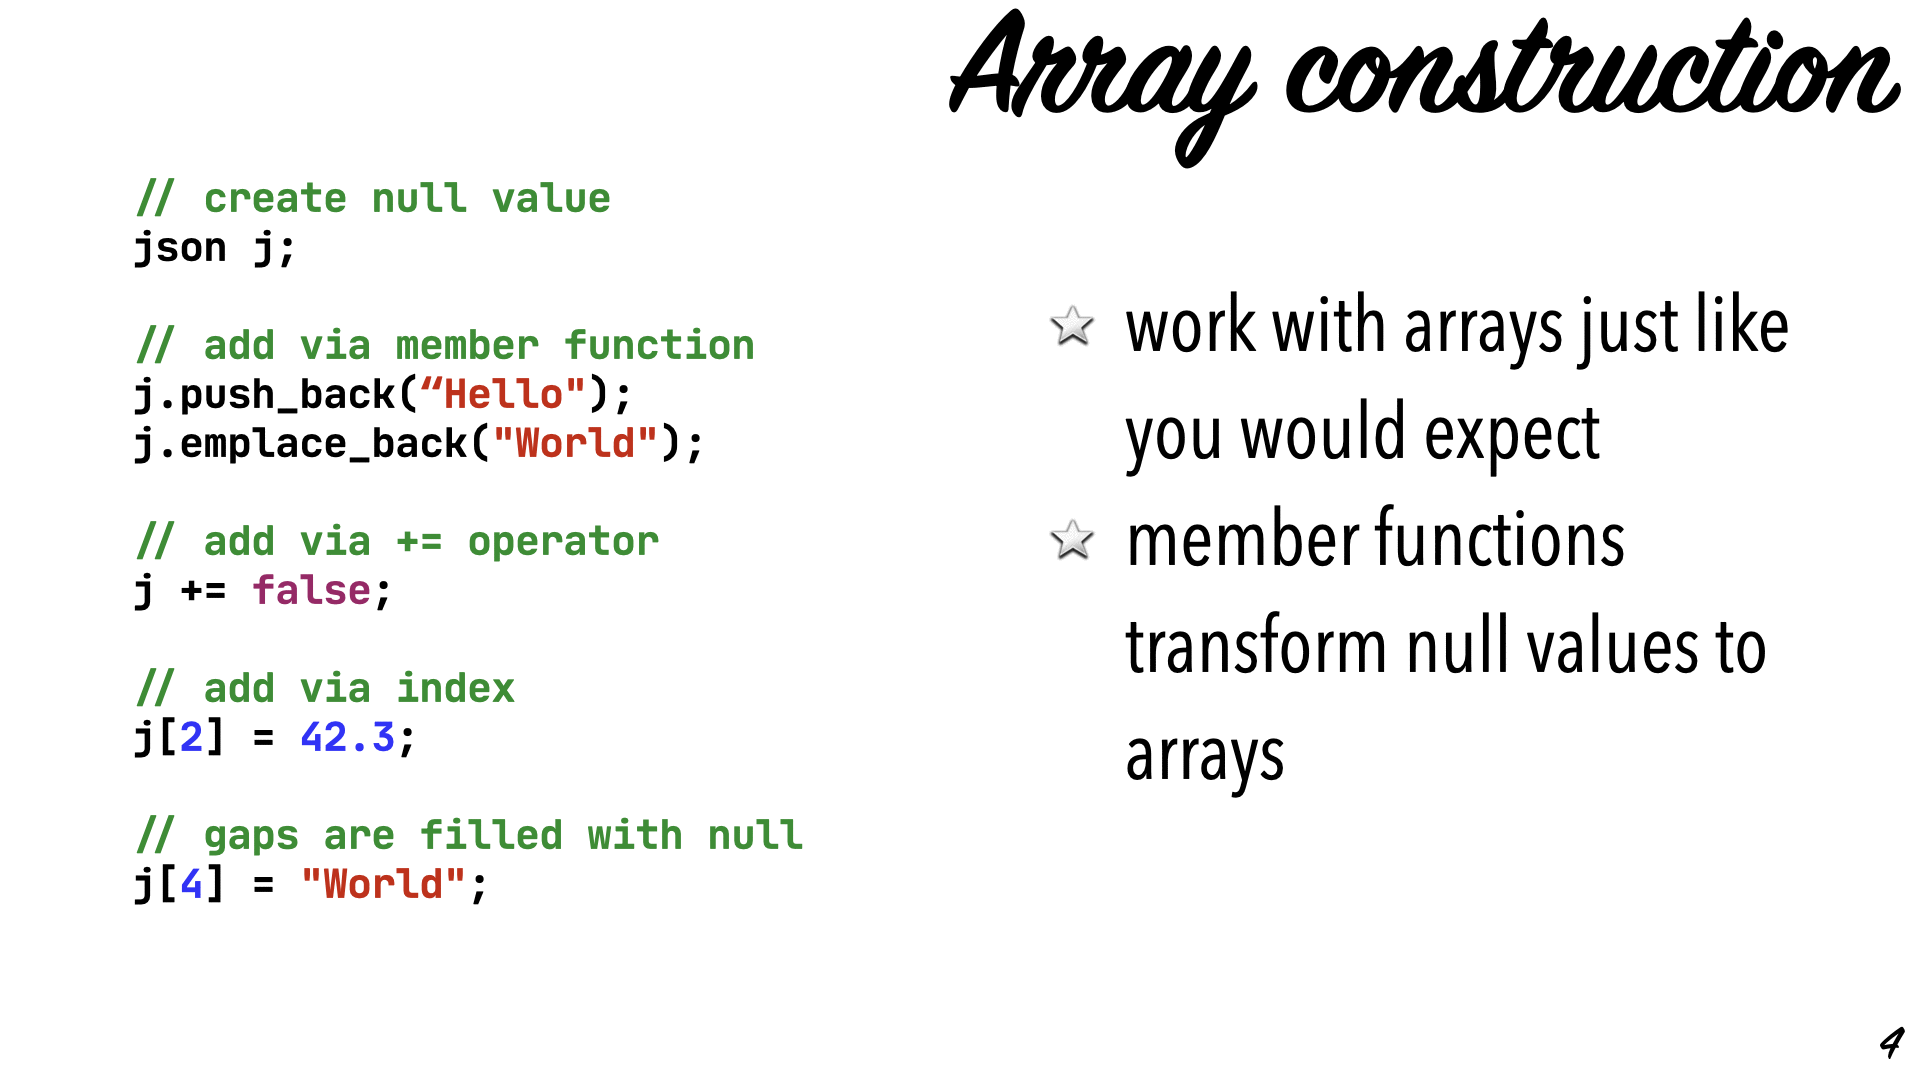 Array construction
// create null value
json j;
// add via member function
j.push_back(“Hello");
j.emplace_back("World");
// add via += operator
j += false;
// add via index
j[2] = 42.3;
// gaps are filled with null
j[4] = "World";
work with arrays just like
you would expect
member functions
transform null values to
arrays
4